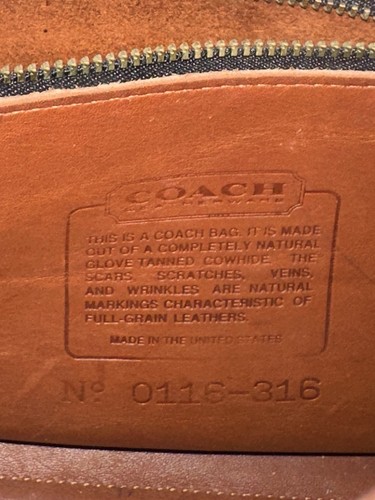 COACH
LEATHERWARE
THIS IS A COACH BAG. IT IS MADE
OUT OF A COMPLETELY NATURAL
GLOVE TANNED COWHIDE. THE
SCARS, SCRATCHES, VEINS,
AND WRINKLES ARE NATURAL
MARKINGS CHARACTERISTIC OF
FULL-GRAIN LEATHERS.
MADE IN THE UNITED STATES
Nº 0116-316